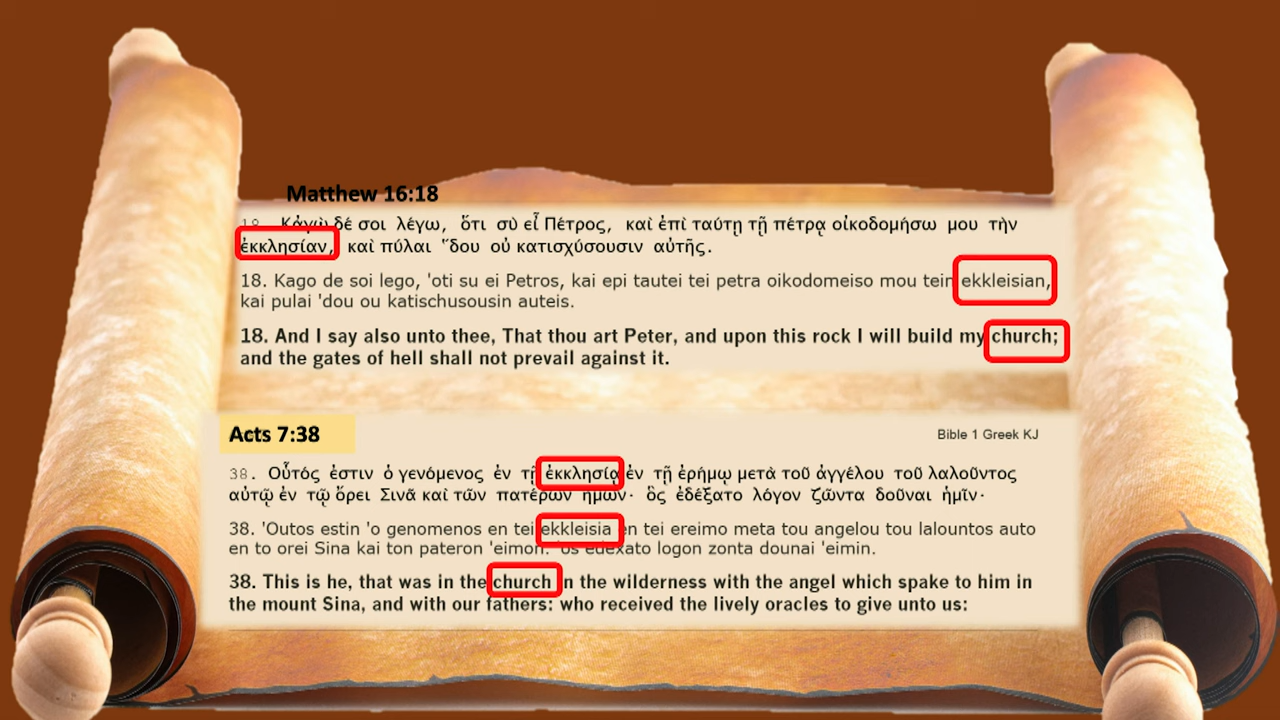 Matthew 16:18
18. Κἀγὼ δέ σοι λέγω, ὅτι σὺ εἶ Πέτρος, καὶ ἐπὶ ταύτῃ τῇ πέτρᾳ οἰκοδομήσω μου τὴν
ἐκκλησίαν, καὶ πύλαι ῞δου οὐ κατισχύσουσιν αὐτῆς.
18. Kago de soi lego, 'oti su ei Petros, kai epi tautei tei petra oikodomeiso mou tein ekkleisian,
kai pulai 'dou ou katischusousin auteis.
18. And I say also unto thee, That thou art Peter, and upon this rock I will build my church;
and the gates of hell shall not prevail against it.
Acts 7:38
Bible 1 Greek KJ
38. Οὗτός ἐστιν ὁ γενόμενος ἐν τῇ ἐκκλησίᾳ ἐν τῇ ἐρήμῳ μετὰ τοῦ ἀγγέλου τοῦ λαλοῦντος
αὐτῷ ἐν τῷ ὄρει Σινᾶ καὶ τῶν πατέρων ἡμῶν· ὃς ἐδέξατο λόγον ζῶντα δοῦναι ἡμῖν·
38. 'Outos estin 'o genomenos en tei ekkleisia en tei ereimo meta tou angelou tou lalountos auto
en to orei Sina kai ton pateron 'eimon. 'os edexato logon zonta dounai 'eimin.
38. This is he, that was in the church in the wilderness with the angel which spake to him in
the mount Sina, and with our fathers: who received the lively oracles to give unto us: